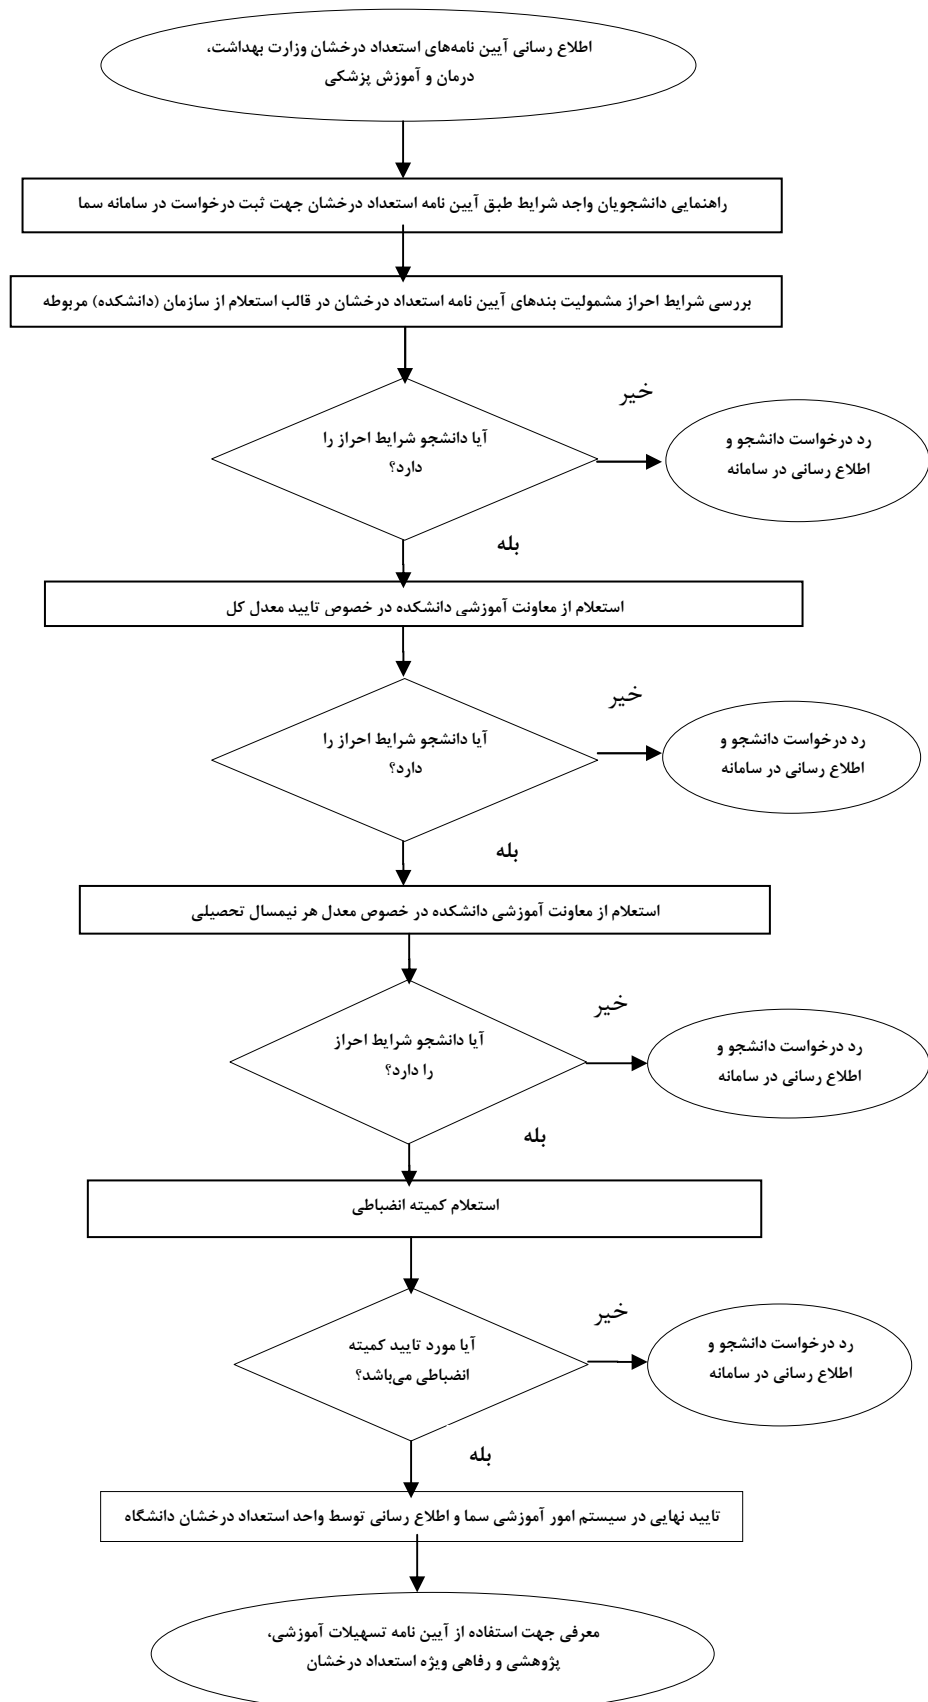 اطلاع رسانی آیین نامه‌های استعداد درخشان وزارت بهداشت،
درمان و آموزش پزشکی
راهنمایی دانشجویان واجد شرایط طبق آیین نامه استعداد درخشان جهت ثبت درخواست در سامانه سما
بررسی شرایط احراز مشمولیت بندهای آیین نامه استعداد درخشان در قالب استعلام از سازمان (دانشکده) مربوطه
آیا دانشجو شرایط احراز را
دارد؟
خیر
رد درخواست دانشجو و
اطلاع رسانی در سامانه
بله
استعلام از معاونت آموزشی دانشکده در خصوص تایید معدل کل
آیا دانشجو شرایط احراز را
دارد؟
خیر
رد درخواست دانشجو و
اطلاع رسانی در سامانه
بله
استعلام از معاونت آموزشی دانشکده در خصوص معدل هر نیمسال تحصیلی
آیا دانشجو شرایط احراز
را دارد؟
خیر
رد درخواست دانشجو و
اطلاع رسانی در سامانه
بله
استعلام کمیته انضباطی
آیا مورد تایید کمیته
انضباطی می‌باشد؟
خیر
رد درخواست دانشجو و
اطلاع رسانی در سامانه
بله
تایید نهایی در سیستم امور آموزشی سما و اطلاع رسانی توسط واحد استعداد درخشان دانشگاه
معرفی جهت استفاده از آیین نامه تسهیلات آموزشی،
پژوهشی و رفاهی ویژه استعداد درخشان